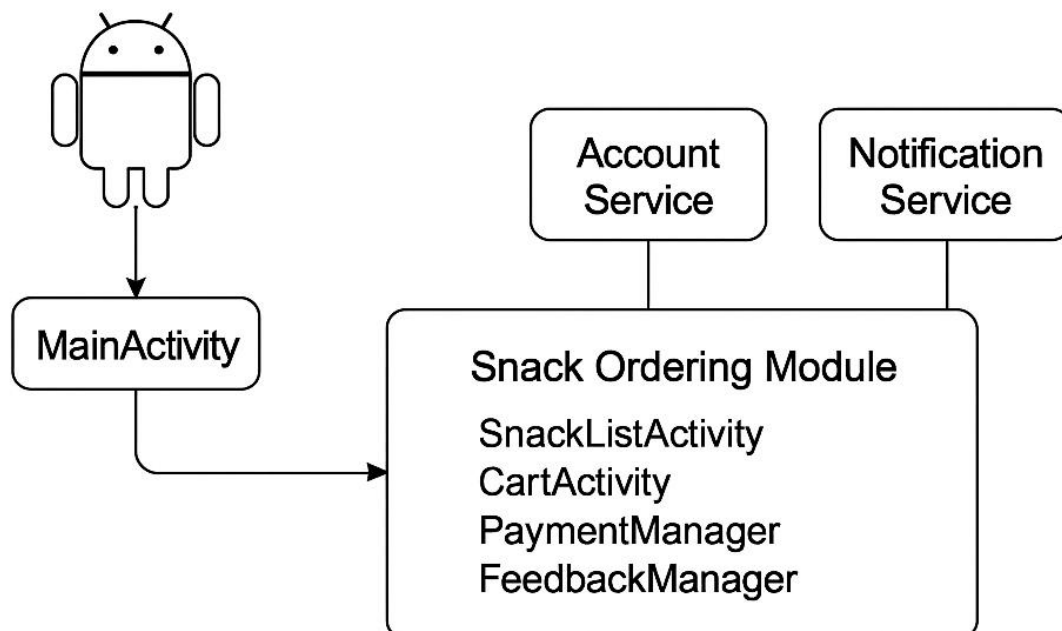 Account
Service
Notification
Service
MainActivity
Snack Ordering Module
SnackListActivity
CartActivity
PaymentManager
FeedbackManager